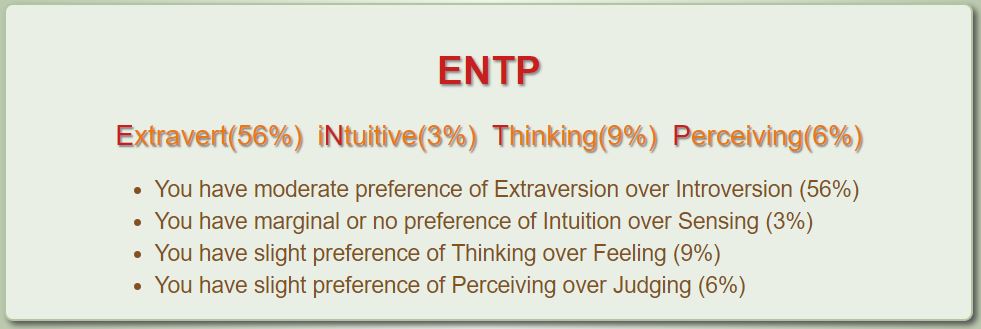 ENTP
Extravert(56%) iNtuitive(3%) Thinking(9%) Perceiving(6%)
• You have moderate preference of Extraversion over Introversion (56%)
• You have marginal or no preference of Intuition over Sensing (3%)
• You have slight preference of Thinking over Feeling (9%)
• You have slight preference of Perceiving over Judging (6%)